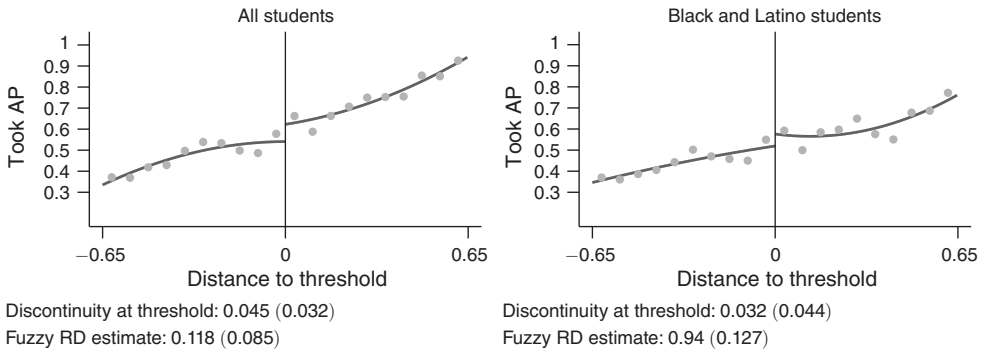 All students
Took AP
1
0.9
0.8
0.7
0.6
0.5
0.4
0.3
−0.65
0
0.65
Distance to threshold
Discontinuity at threshold: 0.045 (0.032)
Fuzzy RD estimate: 0.118 (0.085)
Black and Latino students
Took AP
1
0.9
0.8
0.7
0.6
0.5
0.4
0.3
−0.65
0
0.65
Distance to threshold
Discontinuity at threshold: 0.032 (0.044)
Fuzzy RD estimate: 0.94 (0.127)